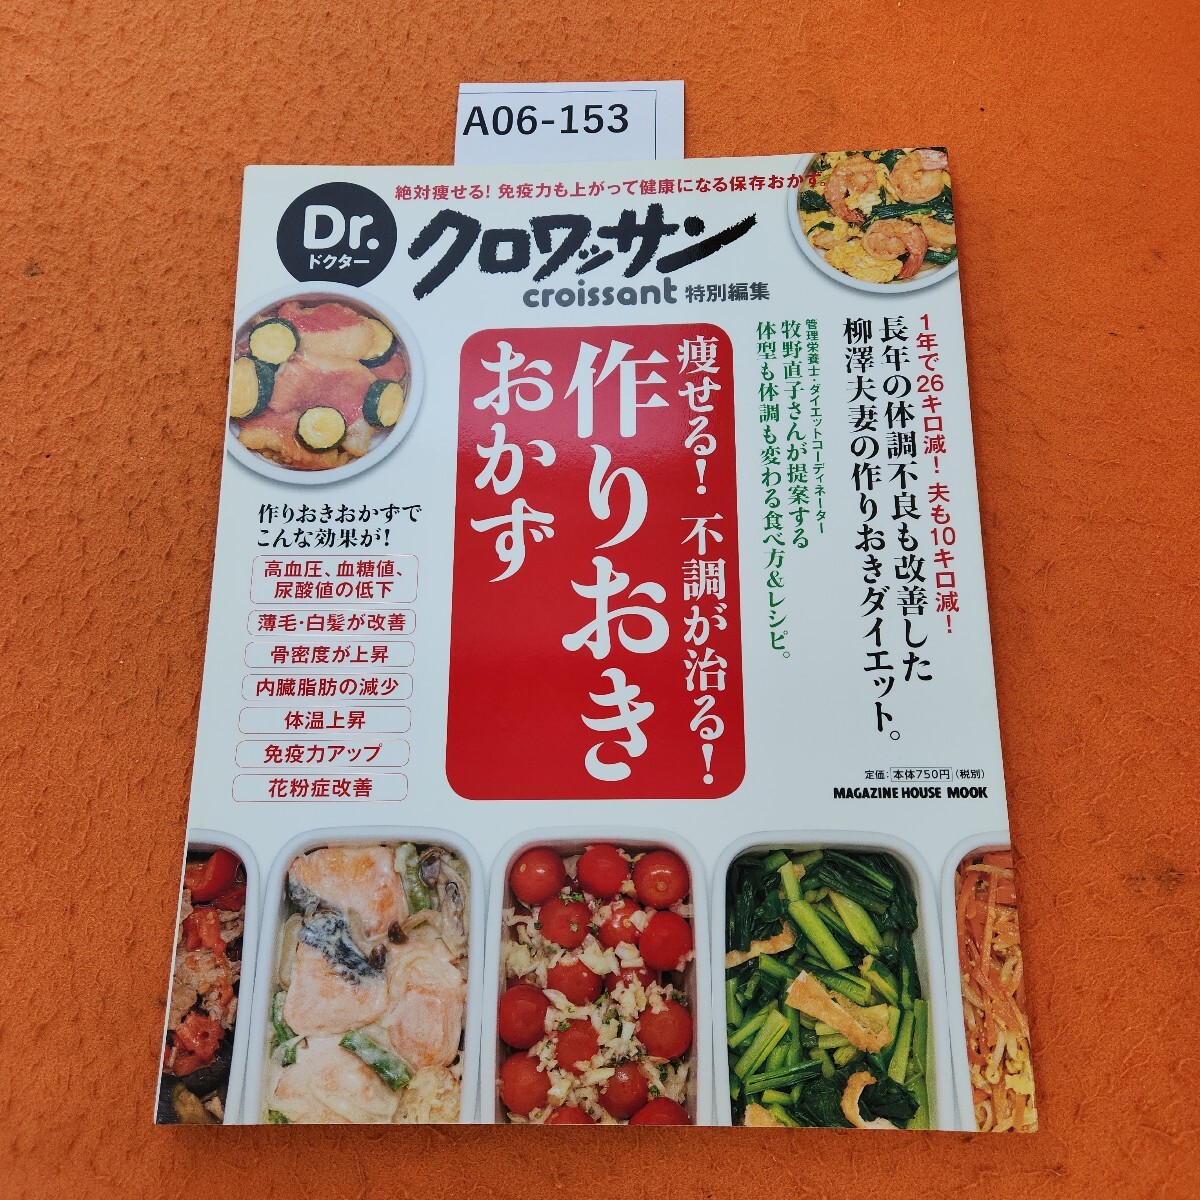 A06-153
絶対痩せる!免疫力も上がって健康になる保存おかず。
Dr.
ドクター
クロワッサン
croissant 特別編集
1年で26キロ減!夫も10キロ減!
長年の体調不良も改善した
柳澤夫妻の作りおきダイエット。
管理栄養士・ダイエットコーディネーター
牧野直子さんが提案する
体型も体調も変わる食べ方&レシピ。
痩せる!不調が治る!
作りおき
おかず
作りおきおかずで
こんな効果が!
高血圧、血糖値、
尿酸値の低下
薄毛・白髪が改善
骨密度が上昇
内臓脂肪の減少
体温上昇
免疫力アップ
花粉症改善
定価:本体750円(税別)
MAGAZINE HOUSE MOOK